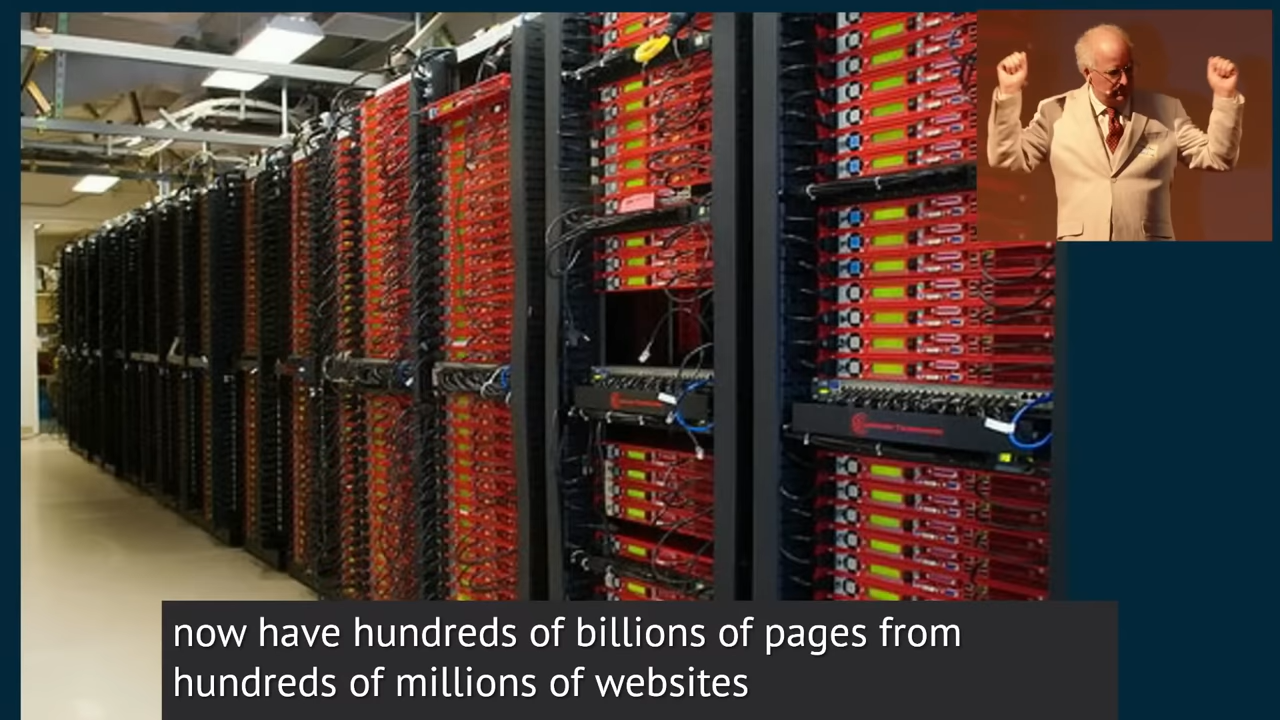 now have hundreds of billions of pages from
hundreds of millions of websites